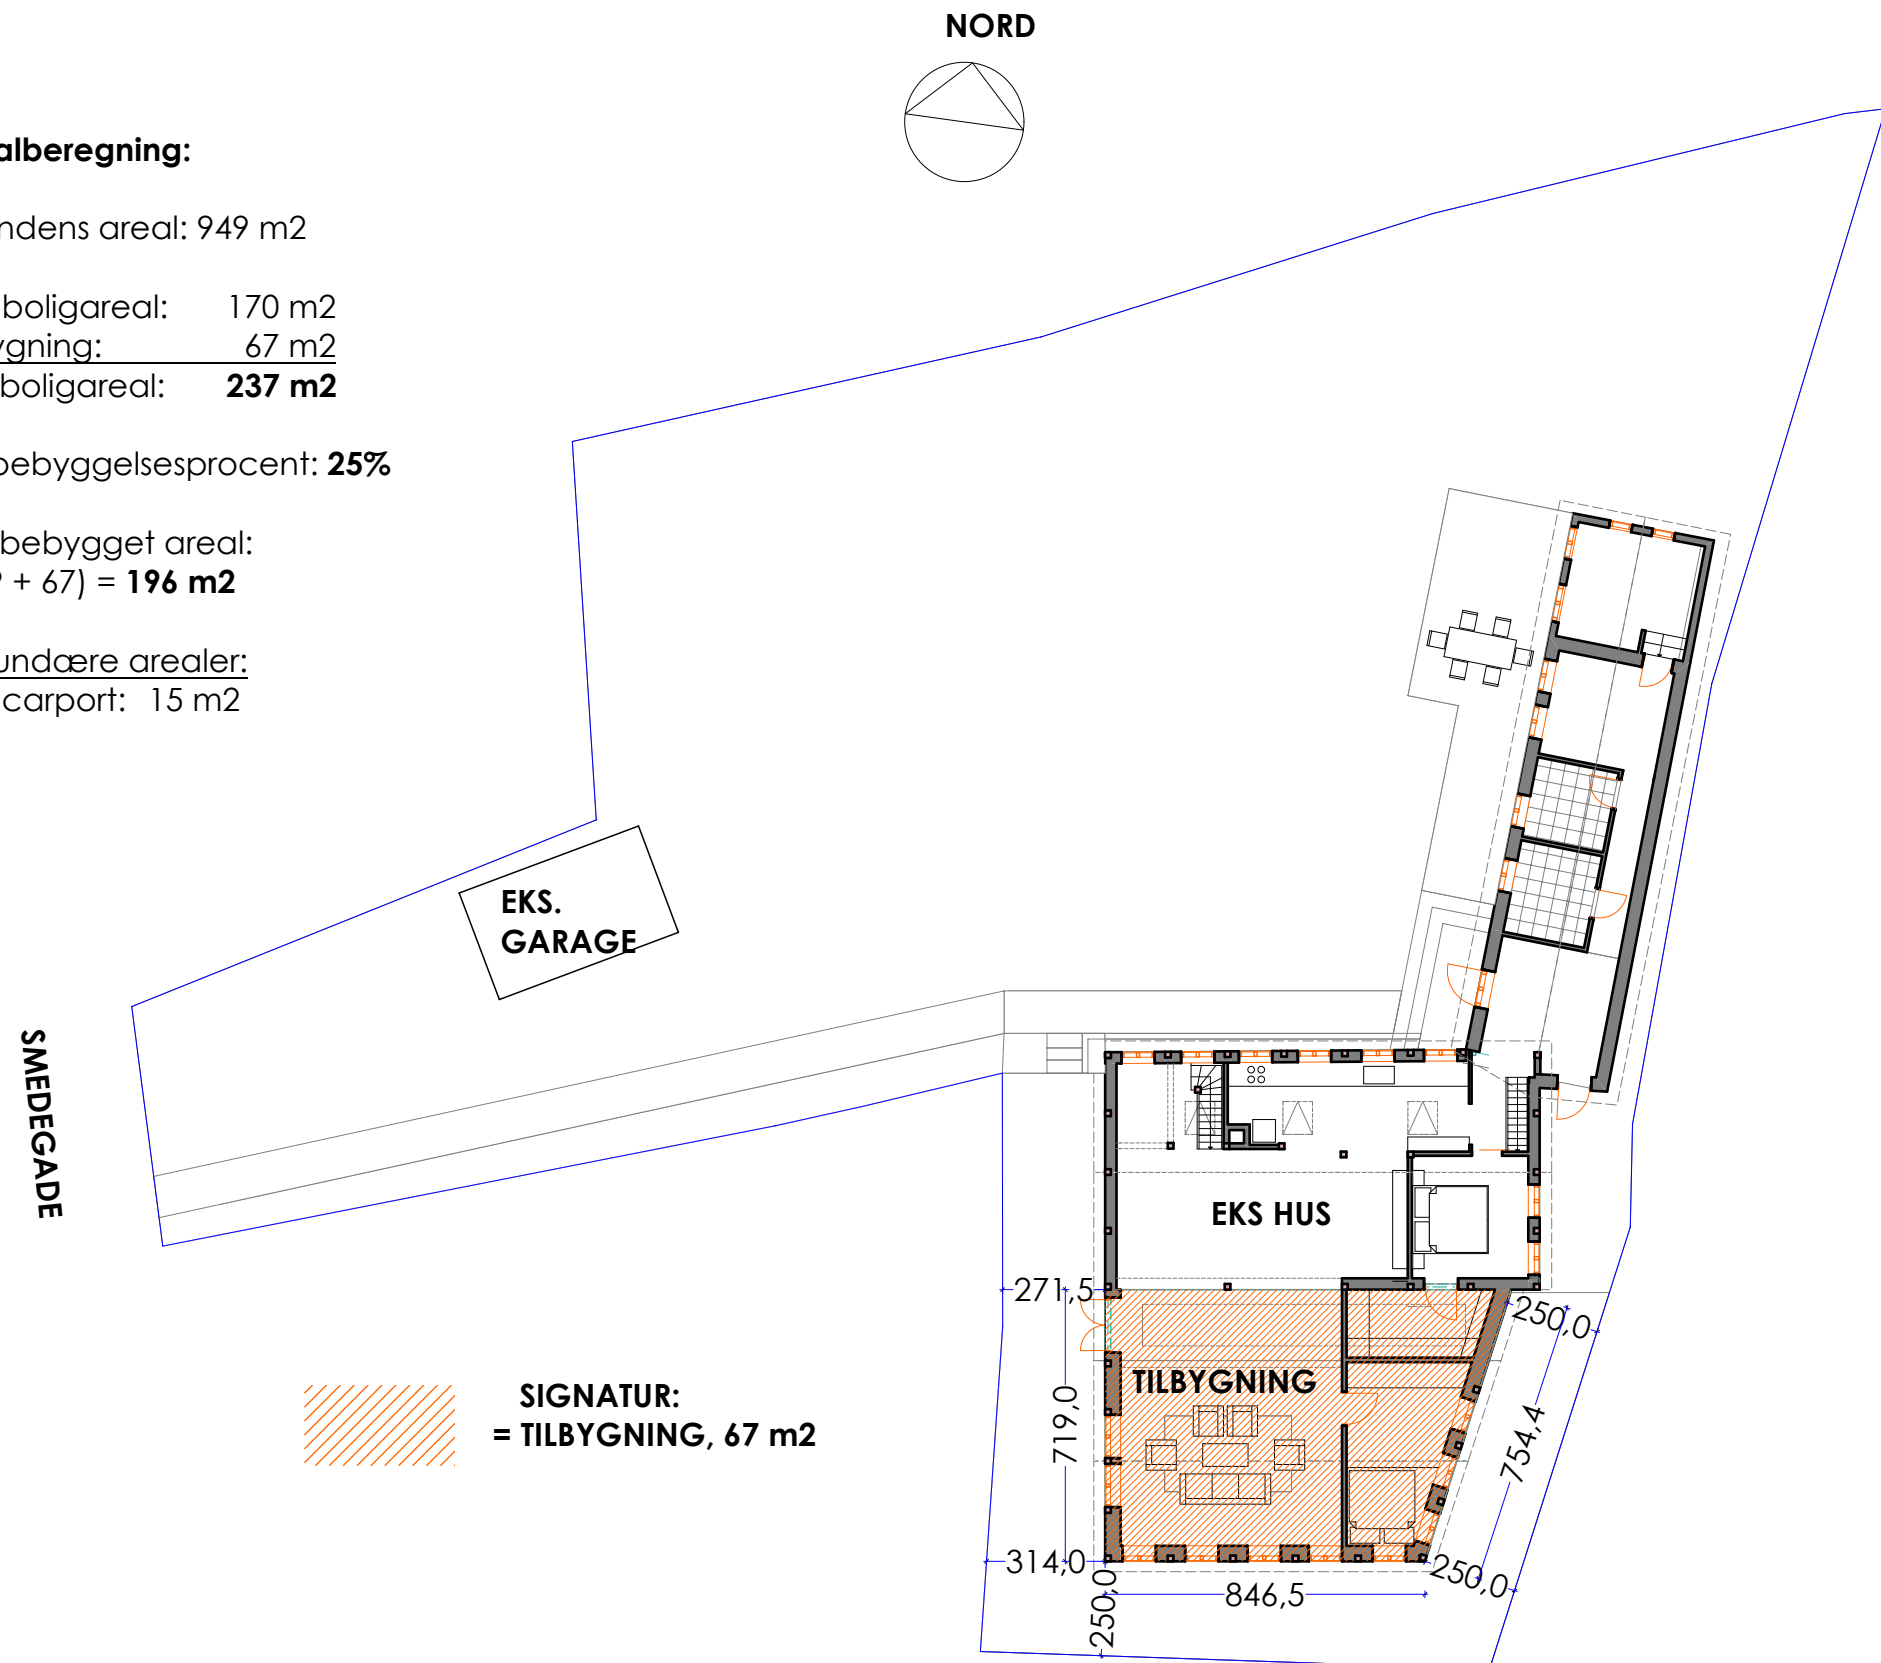 NORD
alberegning:
ndens areal: 949 m2
boligareal: 170 m2
ygning: 67 m2
boligareal: 237 m2
bebyggelsesprocent: 25%
bebygget areal:
9 + 67) = 196 m2
undære arealer:
carport: 15 m2
EKS.
GARAGE
SMEDEGADE
EKS HUS
271,5
250,0
TILBYGNING
719,0
754,4
SIGNATUR:
= TILBYGNING, 67 m2
314,0
250,0
846,5
250,0